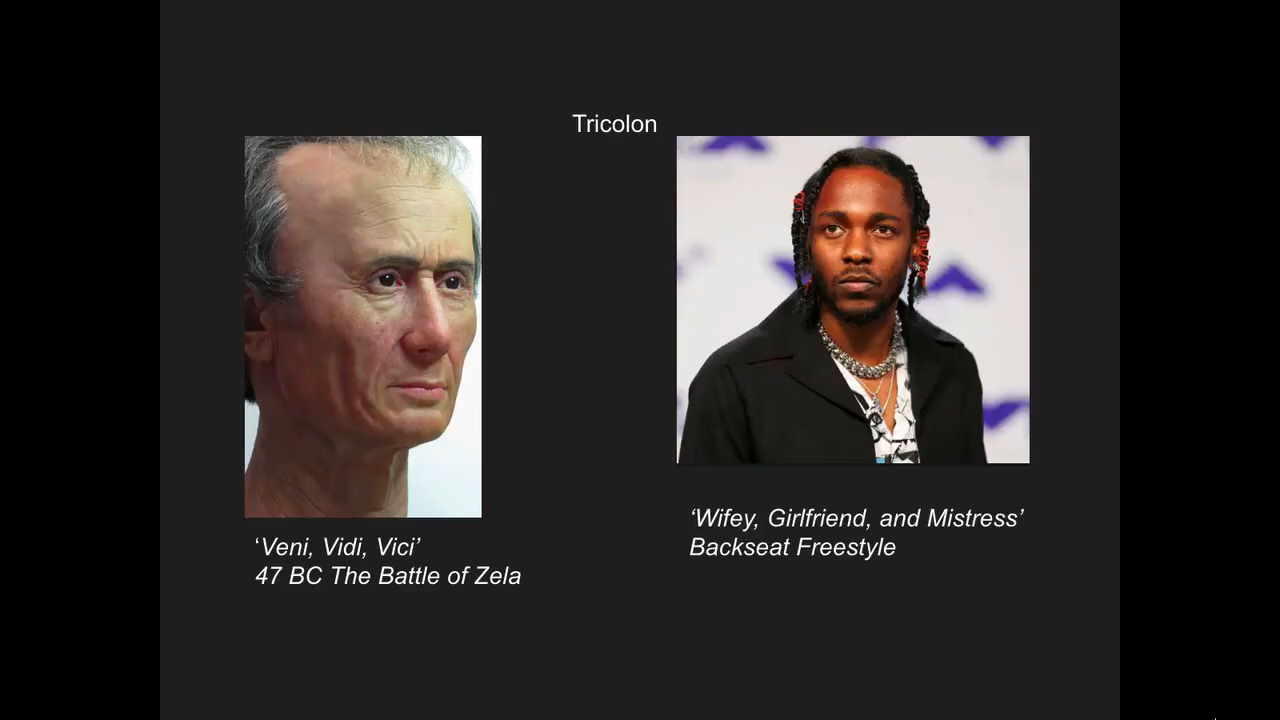 Tricolon
‘Veni, Vidi, Vici’
47 BC The Battle of Zela
‘Wifey, Girlfriend, and Mistress’
Backseat Freestyle